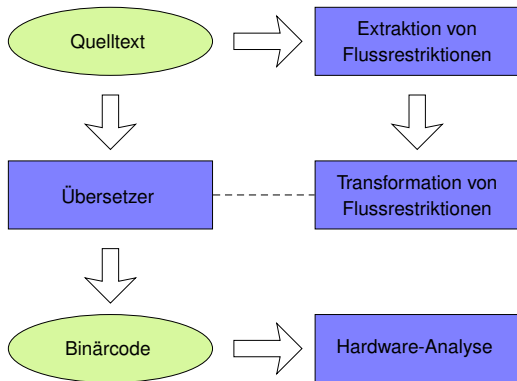 Quelltext
Extraktion von
Flussrestriktionen
Übersetzer
Transformation von
Flussrestriktionen
Binärcode
Hardware-Analyse